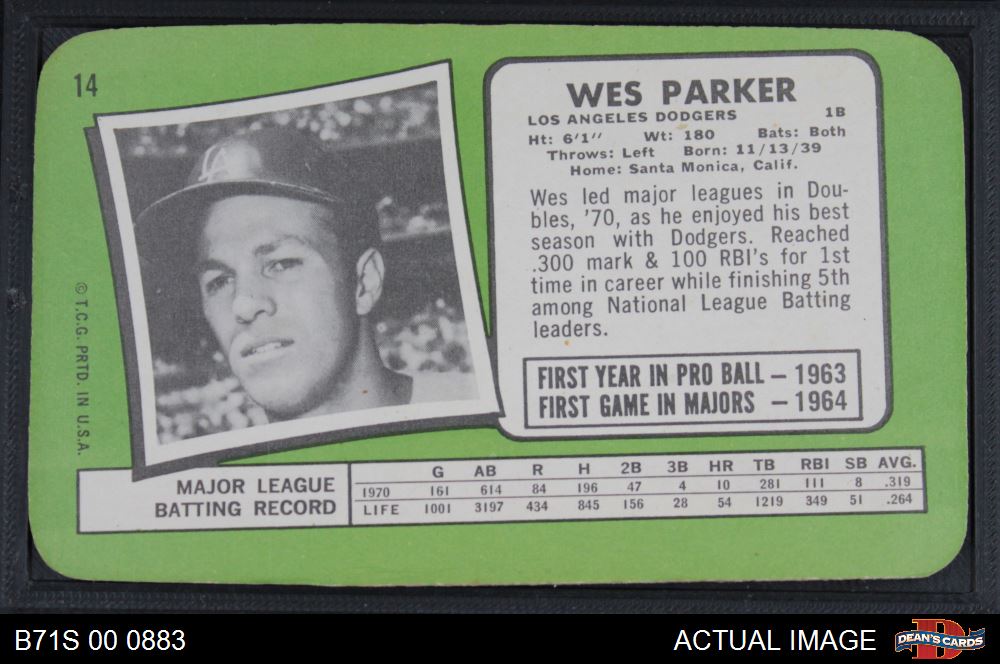 14
LA
© T.C.G. PRTD. IN U.S.A.
WES PARKER
LOS ANGELES DODGERS 1B
Ht: 6'1" Wt: 180 Bats: Both
Throws: Left Born: 11/13/39
Home: Santa Monica, Calif.
Wes led major leagues in Dou-
bles, '70, as he enjoyed his best
season with Dodgers. Reached
.300 mark & 100 RBI's for 1st
time in career while finishing 5th
among National League Batting
leaders.
FIRST YEAR IN PRO BALL – 1963
FIRST GAME IN MAJORS – 1964
MAJOR LEAGUE
BATTING RECORD
G AB R H 2B 3B HR TB RBI SB AVG.
1970 161 614 84 196 47 4 10 281 111 8 .319
LIFE 1001 3197 434 845 156 28 54 1219 349 51 .264
B71S 00 0883
ACTUAL IMAGE
D
DEAN'S CARDS